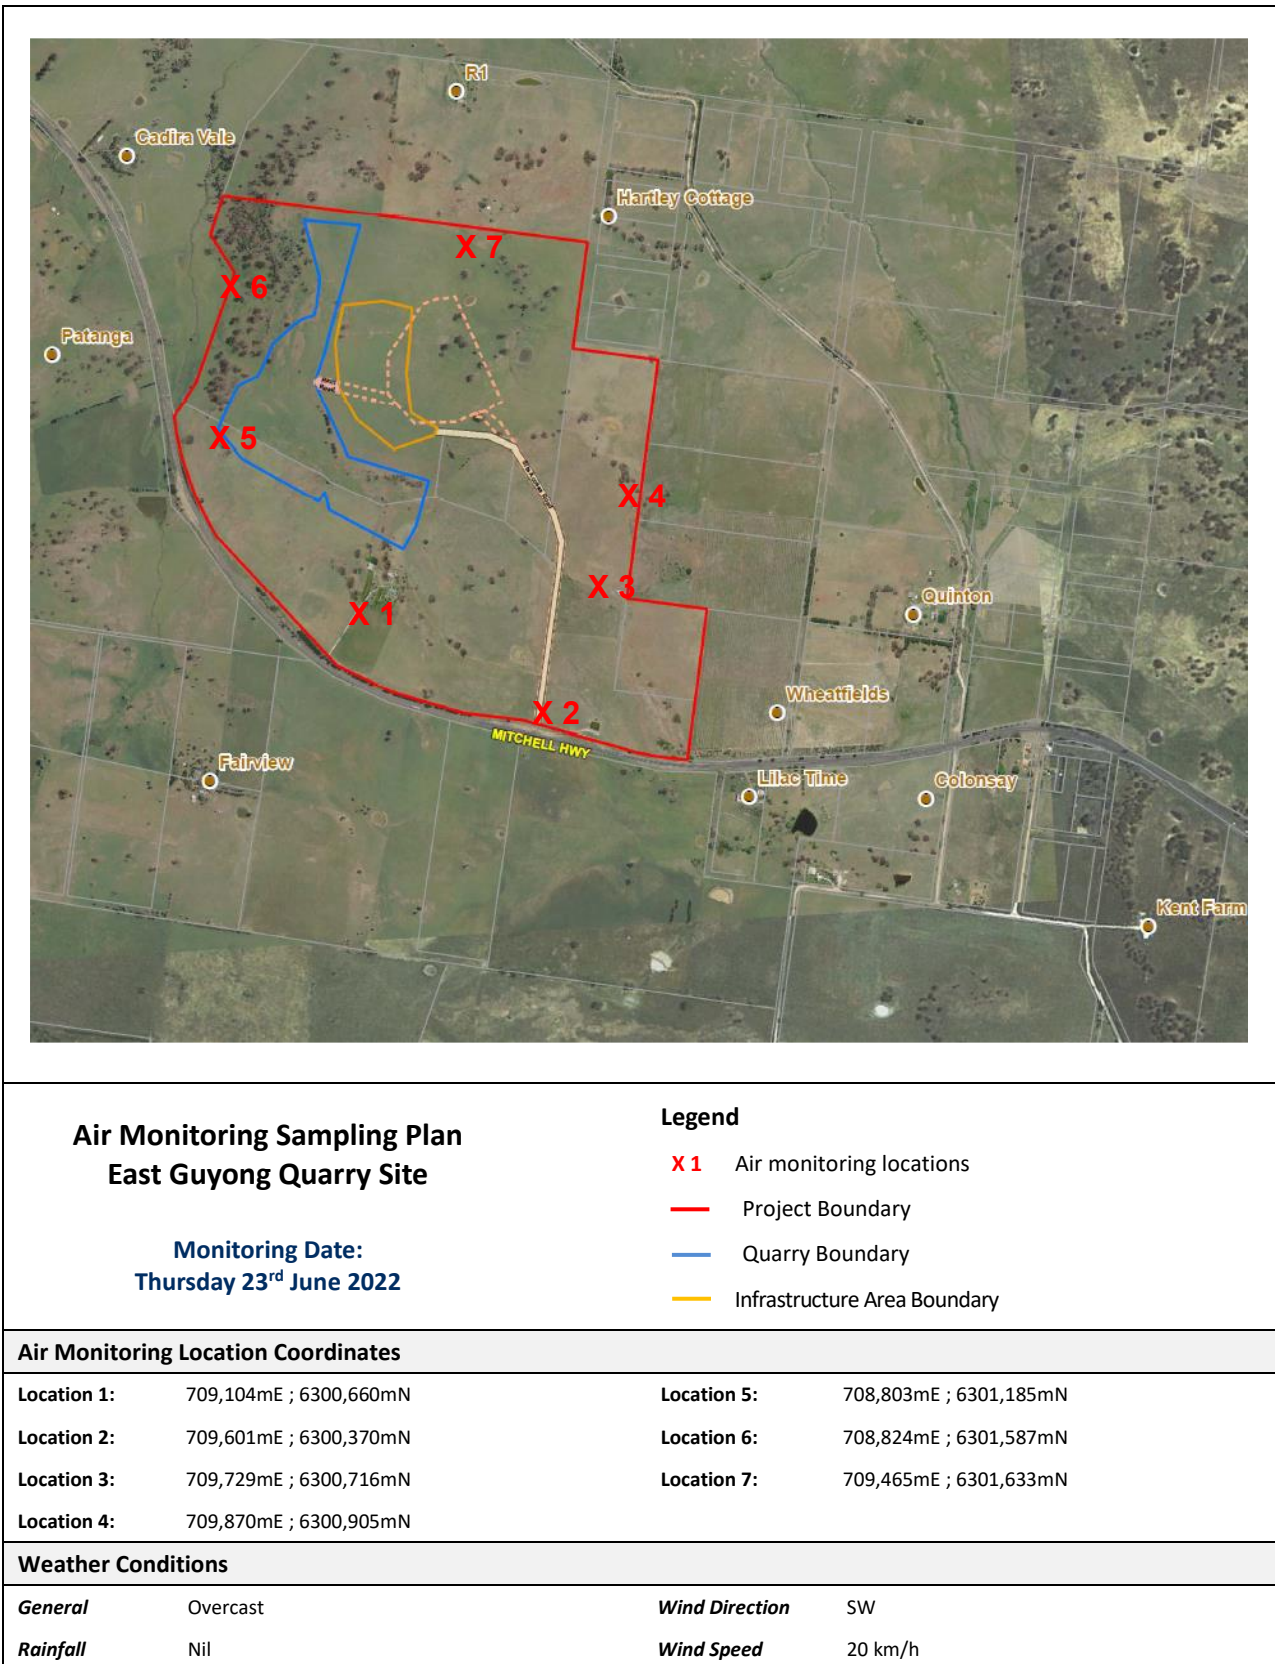 R1
Cadira Vale
Hartley Cottage
X 7
X 6
Patanga
X 5
X 4
X 3
Quinton
X 1
Wheatfields
X 2
MITCHELL HWY
Fairview
Lilac Time
Colonsay
Kent Farm
Air Monitoring Sampling Plan
East Guyong Quarry Site
Monitoring Date:
Thursday 23rd June 2022
Legend
X 1 Air monitoring locations
Project Boundary
Quarry Boundary
Infrastructure Area Boundary
Air Monitoring Location Coordinates
Location 1: 709,104mE ; 6300,660mN Location 5: 708,803mE ; 6301,185mN
Location 2: 709,601mE ; 6300,370mN Location 6: 708,824mE ; 6301,587mN
Location 3: 709,729mE ; 6300,716mN Location 7: 709,465mE ; 6301,633mN
Location 4: 709,870mE ; 6300,905mN
Weather Conditions
General Overcast Wind Direction SW
Rainfall Nil Wind Speed 20 km/h